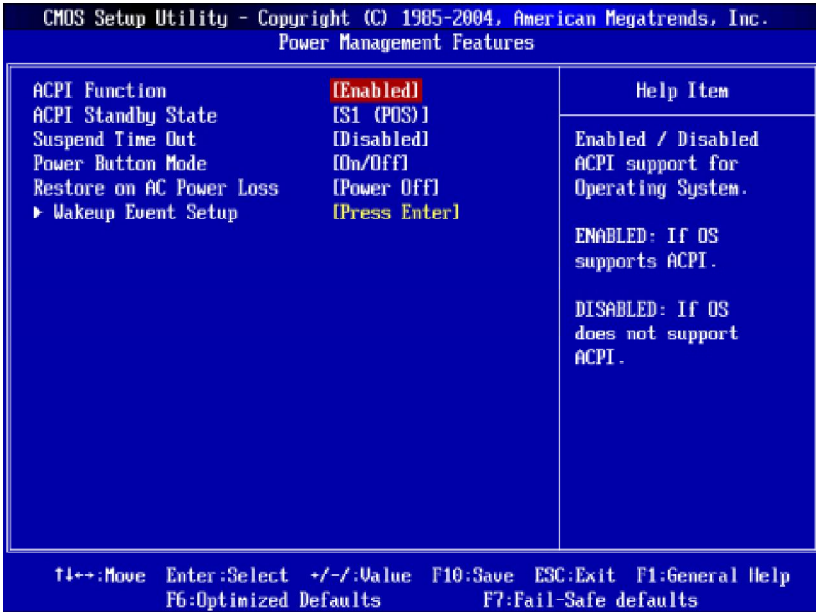 CMOS Setup Utility - Copyright (C) 1985-2004, American Megatrends, Inc.
Power Management Features
ACPI Function [Enabled]
ACPI Standby State [S1 (POS)]
Suspend Time Out [Disabled]
Power Button Mode [On/Off]
Restore on AC Power Loss [Power Off]
▶ Wakeup Event Setup [Press Enter]
Help Item
Enabled / Disabled
ACPI support for
Operating System.
ENABLED: If OS
supports ACPI.
DISABLED: If OS
does not support
ACPI.
↑↓←→:Move Enter:Select +/-/:Value F10:Save ESC:Exit F1:General Help
F6:Optimized Defaults F7:Fail-Safe defaults